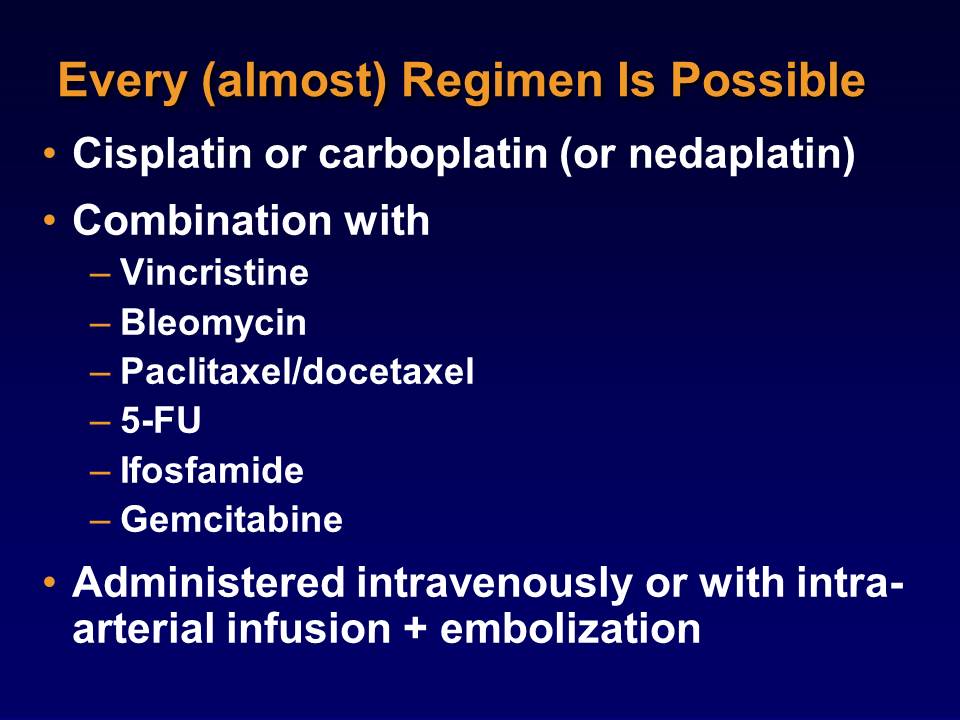 Every (almost) Regimen Is Possible
• Cisplatin or carboplatin (or nedaplatin)
• Combination with
– Vincristine
– Bleomycin
– Paclitaxel/docetaxel
– 5-FU
– Ifosfamide
– Gemcitabine
• Administered intravenously or with intra-
arterial infusion + embolization